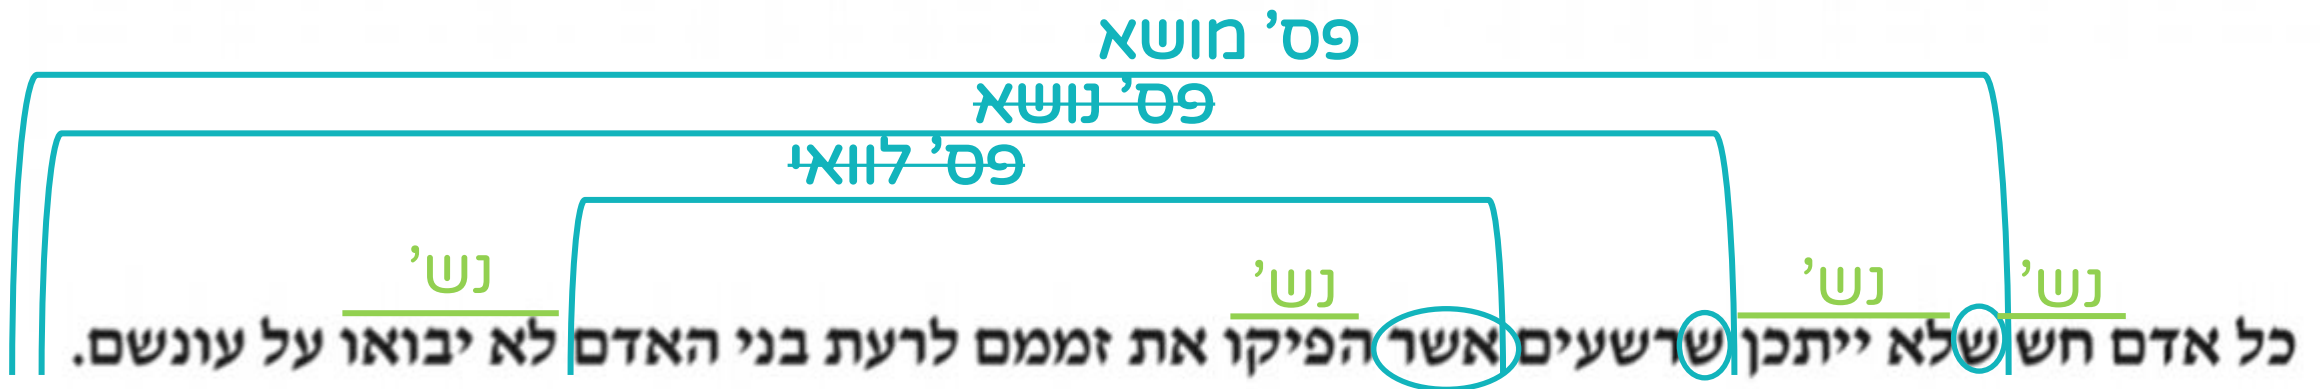 פס' מושא
פס' נושא
פס' לוואי
נש' נש' נש' נש'
כל אדם חש שלא ייתכן שרשעים אשר הפיקו את זממם לרעת בני האדם לא יבואו על עונשם.